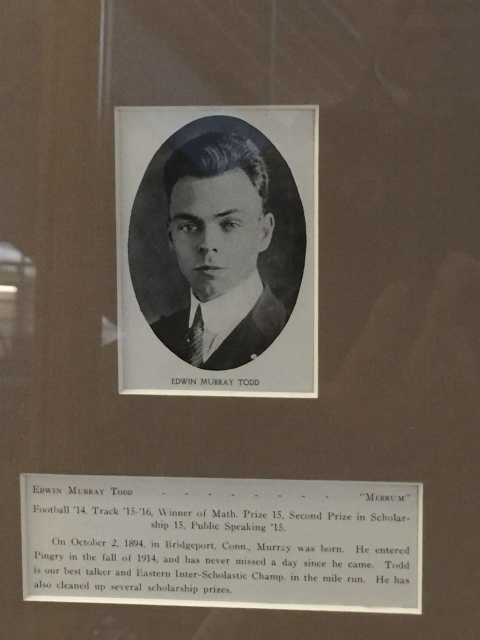 EDWIN MURRAY TODD
EDWIN MURRAY TODD - - - - - - - "MERRUM"
Football '14, Track '15-'16, Winner of Math. Prize 15, Second Prize in Scholar-
ship 15, Public Speaking '15.
On October 2, 1894, in Bridgeport, Conn., Murray was born. He entered
Pingry in the fall of 1914, and has never missed a day since he came. Todd
is our best talker and Eastern Inter-Scholastic Champ. in the mile run. He has
also cleaned up several scholarship prizes.